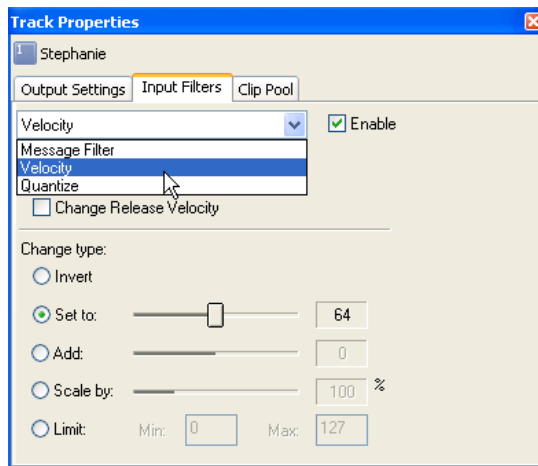 Track Properties
1 Stephanie
Output Settings Input Filters Clip Pool
Velocity Enable
Message Filter
Velocity
Quantize
Change Release Velocity
Change type:
Invert
Set to: 64
Add: 0
Scale by: 100 %
Limit: Min: 0 Max: 127